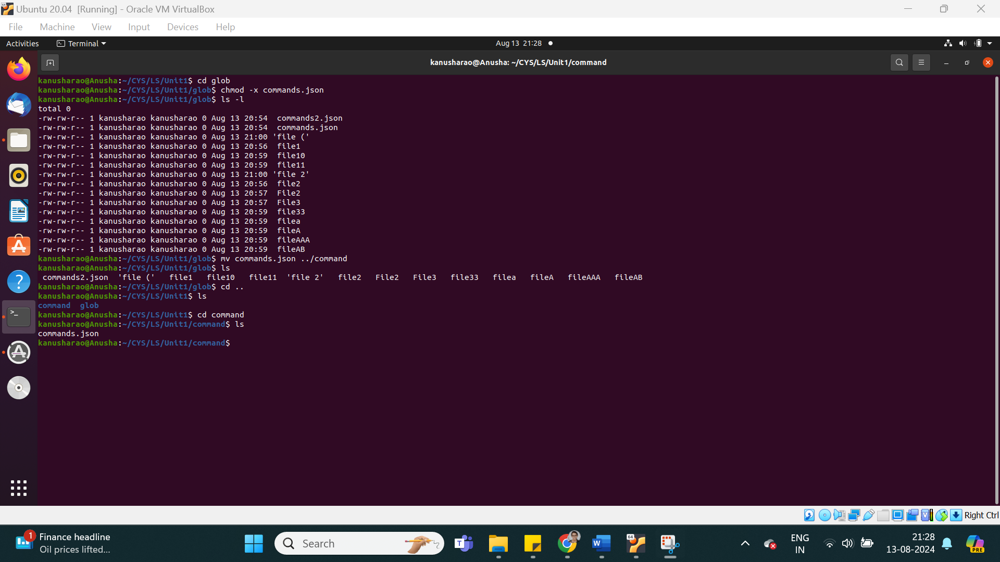 Ubuntu 20.04 [Running] - Oracle VM VirtualBox
File Machine View Input Devices Help
Activities Terminal Aug 13 21:28
kanusharao@Anusha: ~/CYS/LS/Unit1/command
kanusharao@Anusha:~/CYS/LS/Unit1$ cd glob
kanusharao@Anusha:~/CYS/LS/Unit1/glob$ chmod -x commands.json
kanusharao@Anusha:~/CYS/LS/Unit1/glob$ ls -l
total 0
-rw-rw-r-- 1 kanusharao kanusharao 0 Aug 13 20:54  commands2.json
-rw-rw-r-- 1 kanusharao kanusharao 0 Aug 13 20:54  commands.json
-rw-rw-r-- 1 kanusharao kanusharao 0 Aug 13 21:00 'file ('
-rw-rw-r-- 1 kanusharao kanusharao 0 Aug 13 20:56  file1
-rw-rw-r-- 1 kanusharao kanusharao 0 Aug 13 20:59  file10
-rw-rw-r-- 1 kanusharao kanusharao 0 Aug 13 20:59  file11
-rw-rw-r-- 1 kanusharao kanusharao 0 Aug 13 21:00 'file 2'
-rw-rw-r-- 1 kanusharao kanusharao 0 Aug 13 20:56  file2
-rw-rw-r-- 1 kanusharao kanusharao 0 Aug 13 20:57  File2
-rw-rw-r-- 1 kanusharao kanusharao 0 Aug 13 20:57  File3
-rw-rw-r-- 1 kanusharao kanusharao 0 Aug 13 20:59  file33
-rw-rw-r-- 1 kanusharao kanusharao 0 Aug 13 20:59  filea
-rw-rw-r-- 1 kanusharao kanusharao 0 Aug 13 20:59  fileA
-rw-rw-r-- 1 kanusharao kanusharao 0 Aug 13 20:59  fileAAA
-rw-rw-r-- 1 kanusharao kanusharao 0 Aug 13 20:59  fileAB
kanusharao@Anusha:~/CYS/LS/Unit1/glob$ mv commands.json ../command
kanusharao@Anusha:~/CYS/LS/Unit1/glob$ ls
commands2.json  'file ('   file1   file10   file11  'file 2'   file2   File2   File3   file33   filea   fileA   fileAAA   fileAB
kanusharao@Anusha:~/CYS/LS/Unit1/glob$ cd ..
kanusharao@Anusha:~/CYS/LS/Unit1$ ls
command  glob
kanusharao@Anusha:~/CYS/LS/Unit1$ cd command
kanusharao@Anusha:~/CYS/LS/Unit1/command$ ls
commands.json
kanusharao@Anusha:~/CYS/LS/Unit1/command$
Right Ctrl
1 Finance headline
Oil prices lifted...
Search
ENG
IN
21:28
13-08-2024
PRE